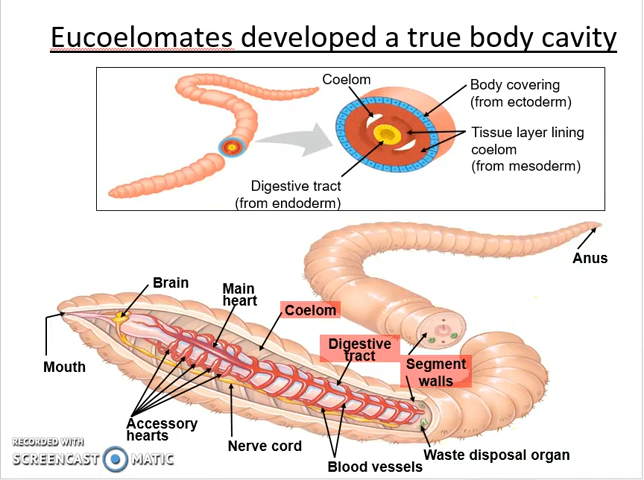 Eucoelomates developed a true body cavity
Coelom
Body covering
(from ectoderm)
Tissue layer lining
coelom
(from mesoderm)
Digestive tract
(from endoderm)
Anus
Brain
Main
heart
Coelom
Digestive
tract
Segment
walls
Mouth
Accessory
hearts
Nerve cord
Blood vessels
Waste disposal organ
RECORDED WITH
SCREENCAST MATIC